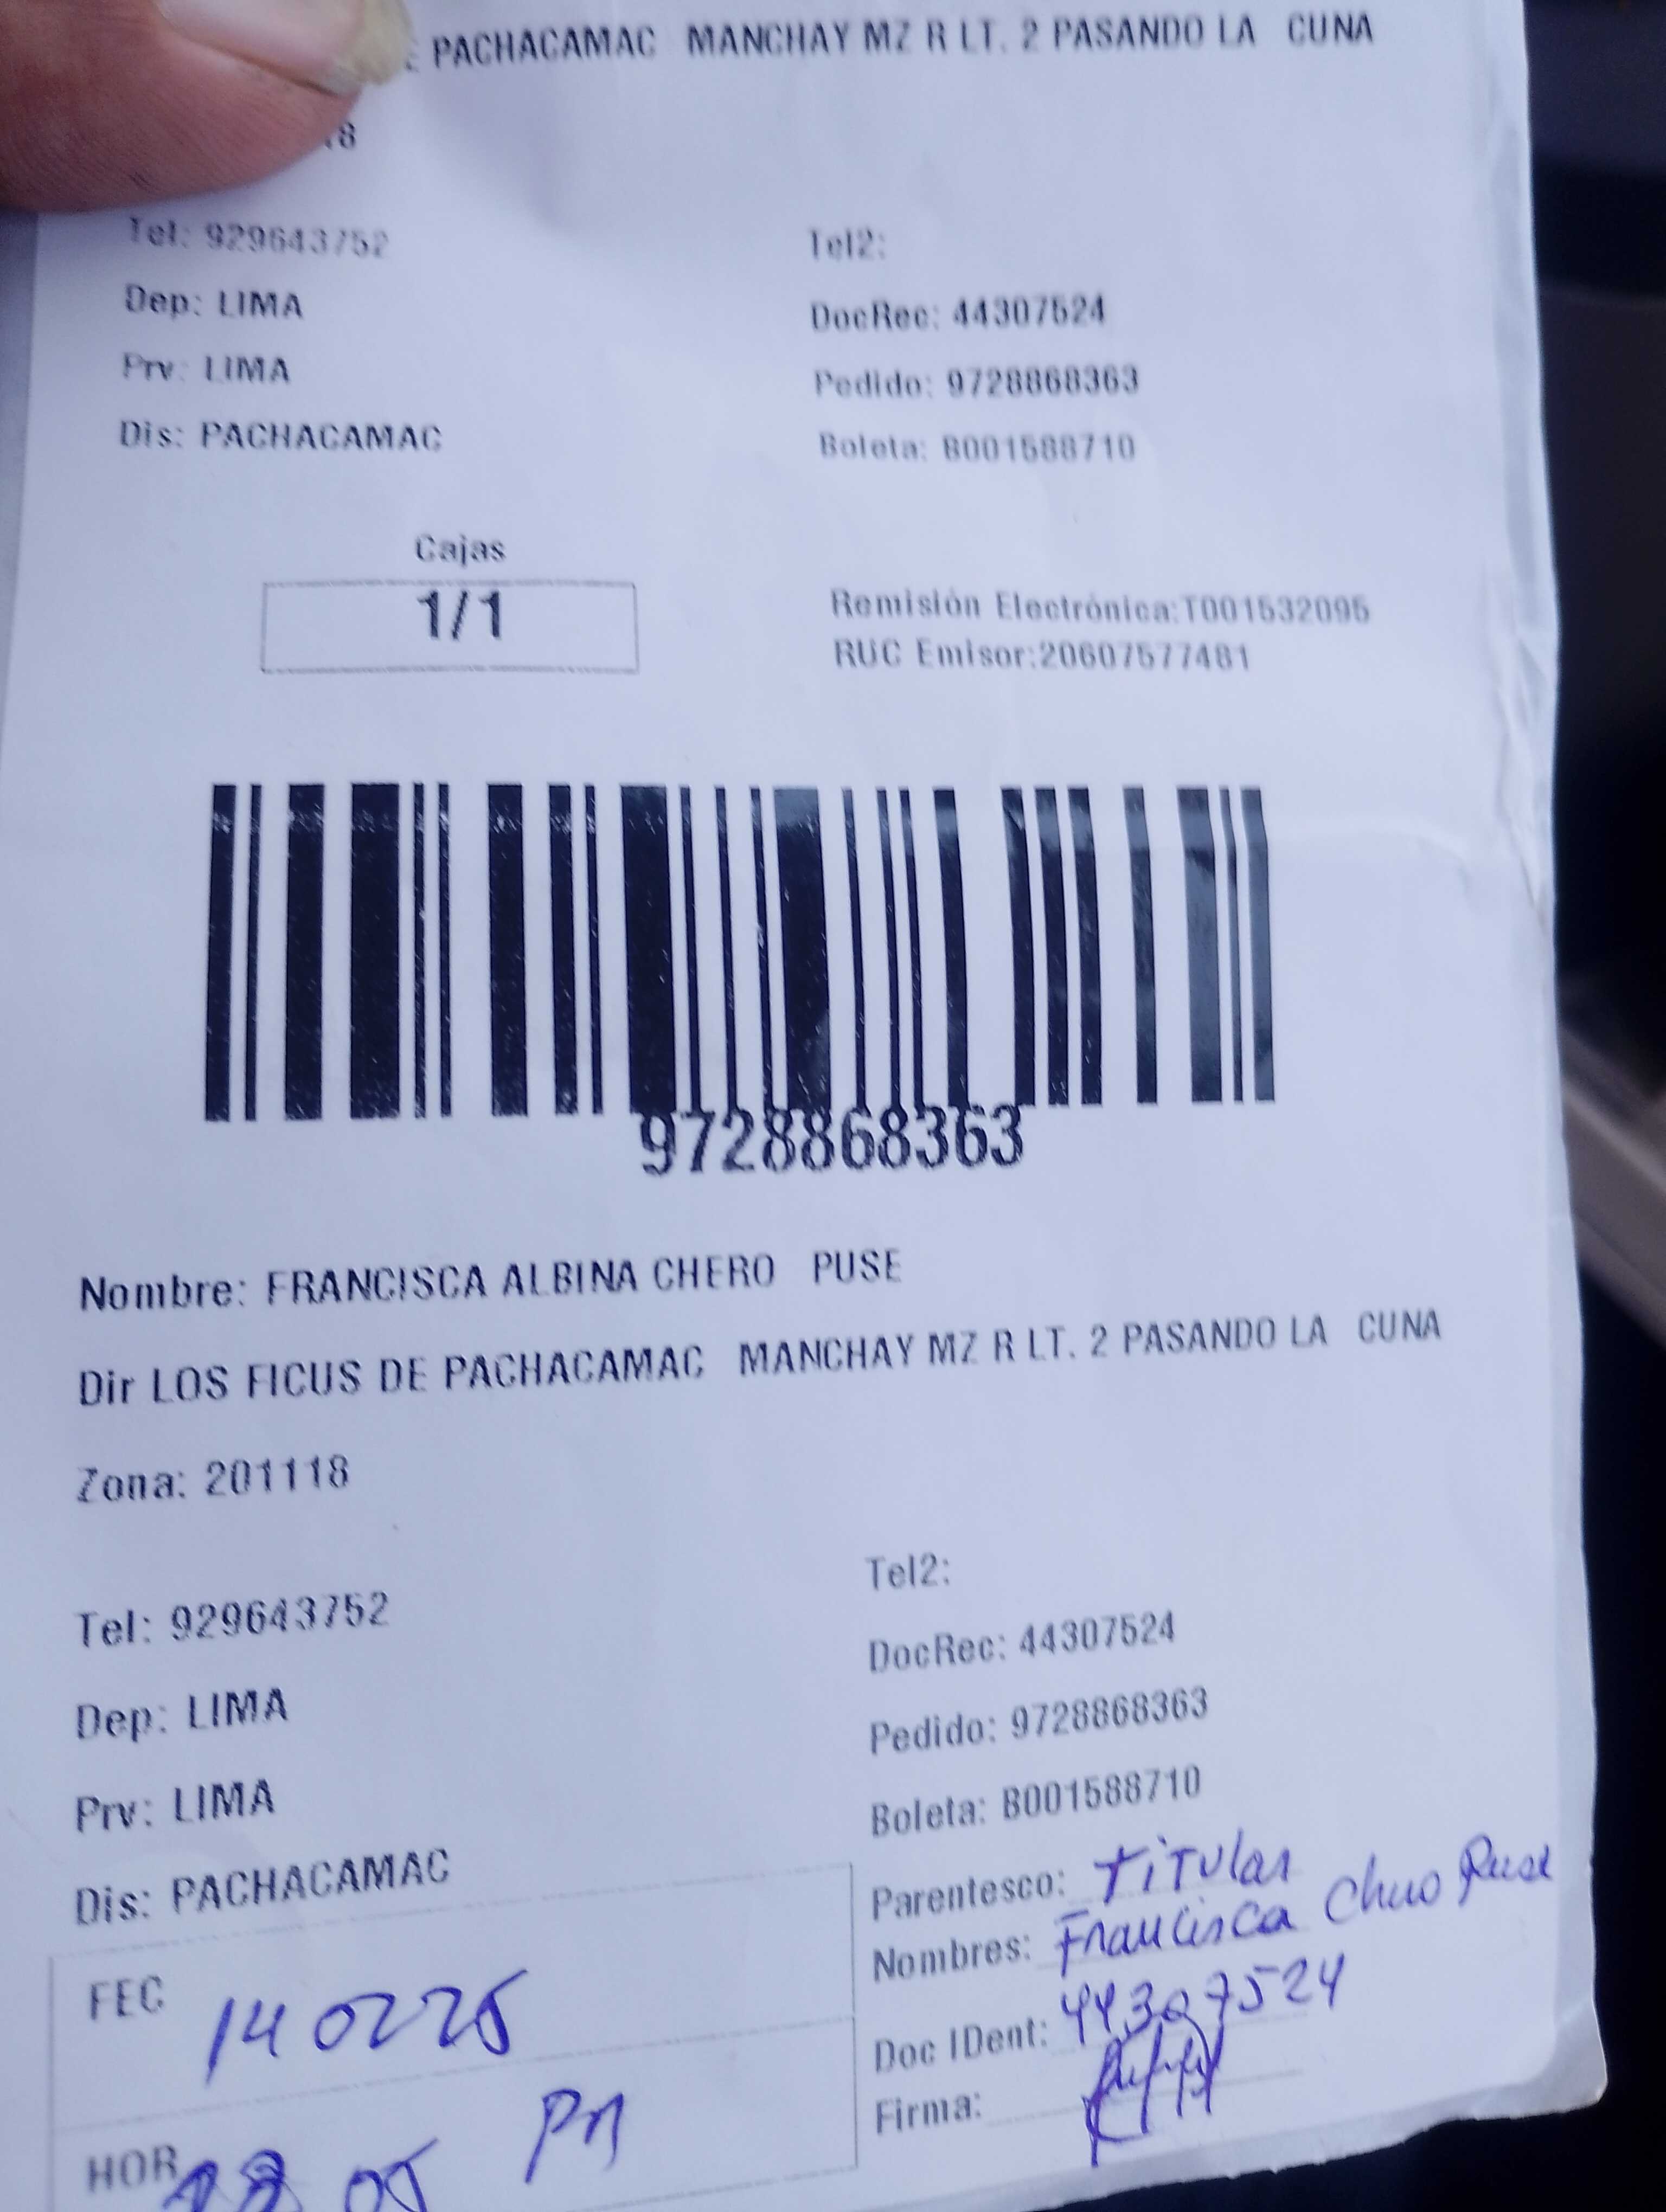 PACHACAMAC MANCHAY MZ R LT. 2 PASANDO LA CUNA
8
Tel: 929643752 Tel2:
Dep: LIMA DocRec: 44307524
Prv: LIMA Pedido: 9728868363
Dis: PACHACAMAC Boleta: B001588710
Cajas
1/1
Remisión Electrónica:T001532095
RUC Emisor:20607577481
9728868363
Nombre: FRANCISCA ALBINA CHERO PUSE
Dir LOS FICUS DE PACHACAMAC MANCHAY MZ R LT. 2 PASANDO LA CUNA
Zona: 201118
Tel: 929643752 Tel2:
Dep: LIMA DocRec: 44307524
Prv: LIMA Pedido: 9728868363
Dis: PACHACAMAC Boleta: B001588710
Parentesco: Titular
Nombres: Francisca Chero Puse
Doc IDent: 44307524
Firma:
FEC 140225
HOR 05 PM